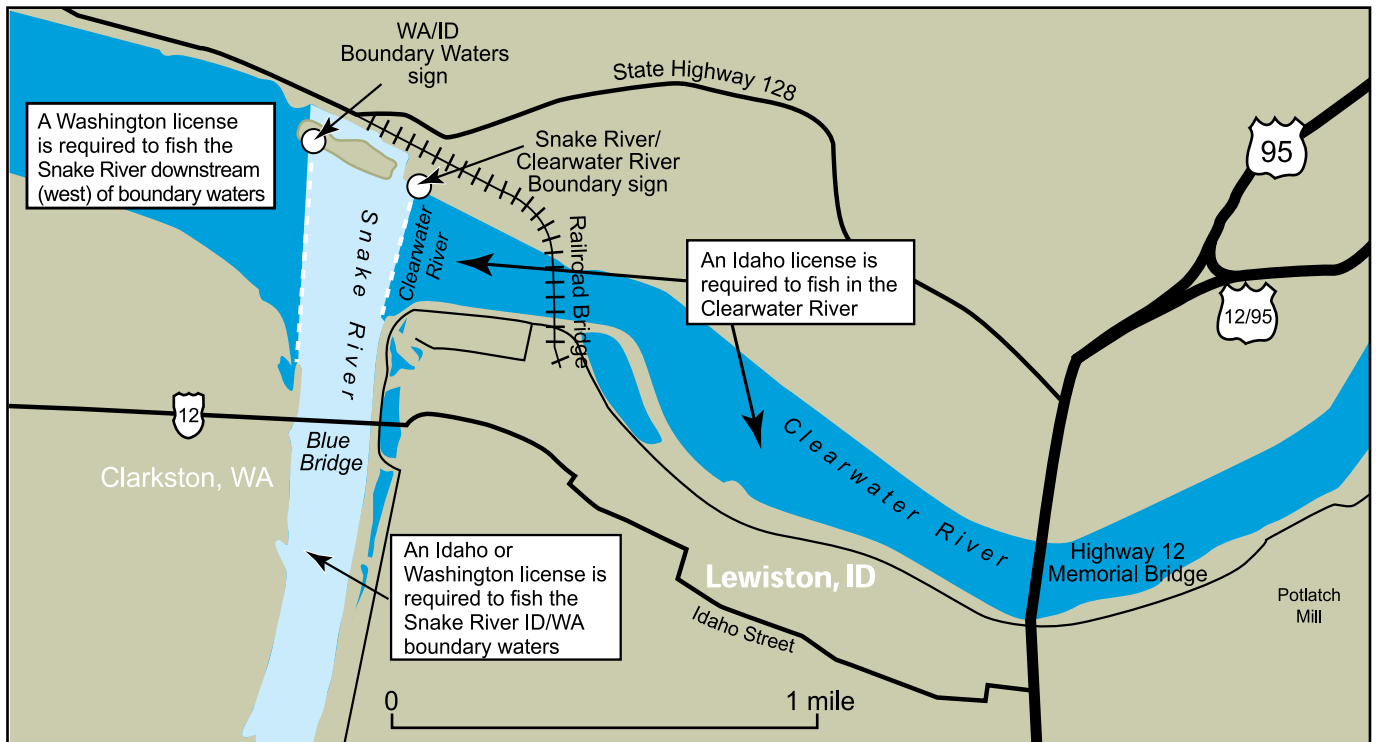 WA/ID
Boundary Waters
sign
State Highway 128
A Washington license
is required to fish the
Snake River downstream
(west) of boundary waters
Snake River/
Clearwater River
Boundary sign
95
Snake River
Clearwater
River
Railroad Bridge
An Idaho license is
required to fish in the
Clearwater River
12/95
12
Blue
Bridge
Clarkston, WA
Clearwater River
An Idaho or
Washington license is
required to fish the
Snake River ID/WA
boundary waters
Lewiston, ID
Highway 12
Memorial Bridge
Potlatch
Mill
Idaho Street
0
1 mile